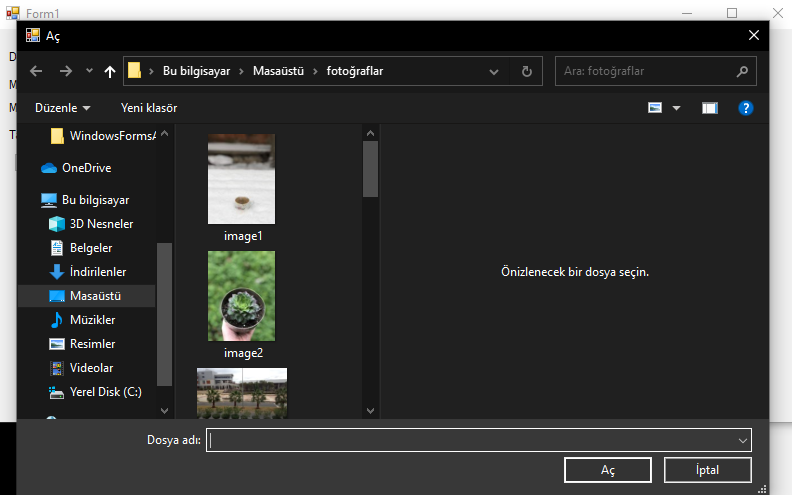 Form1
Aç
Bu bilgisayar
Masaüstü
fotoğraflar
Ara: fotoğraflar
Düzenle
Yeni klasör
WindowsFormsA
OneDrive
Bu bilgisayar
3D Nesneler
Belgeler
İndirilenler
Masaüstü
Müzikler
Resimler
Videolar
Yerel Disk (C:)
image1
image2
Önizlenecek bir dosya seçin.
Dosya adı:
Aç
İptal